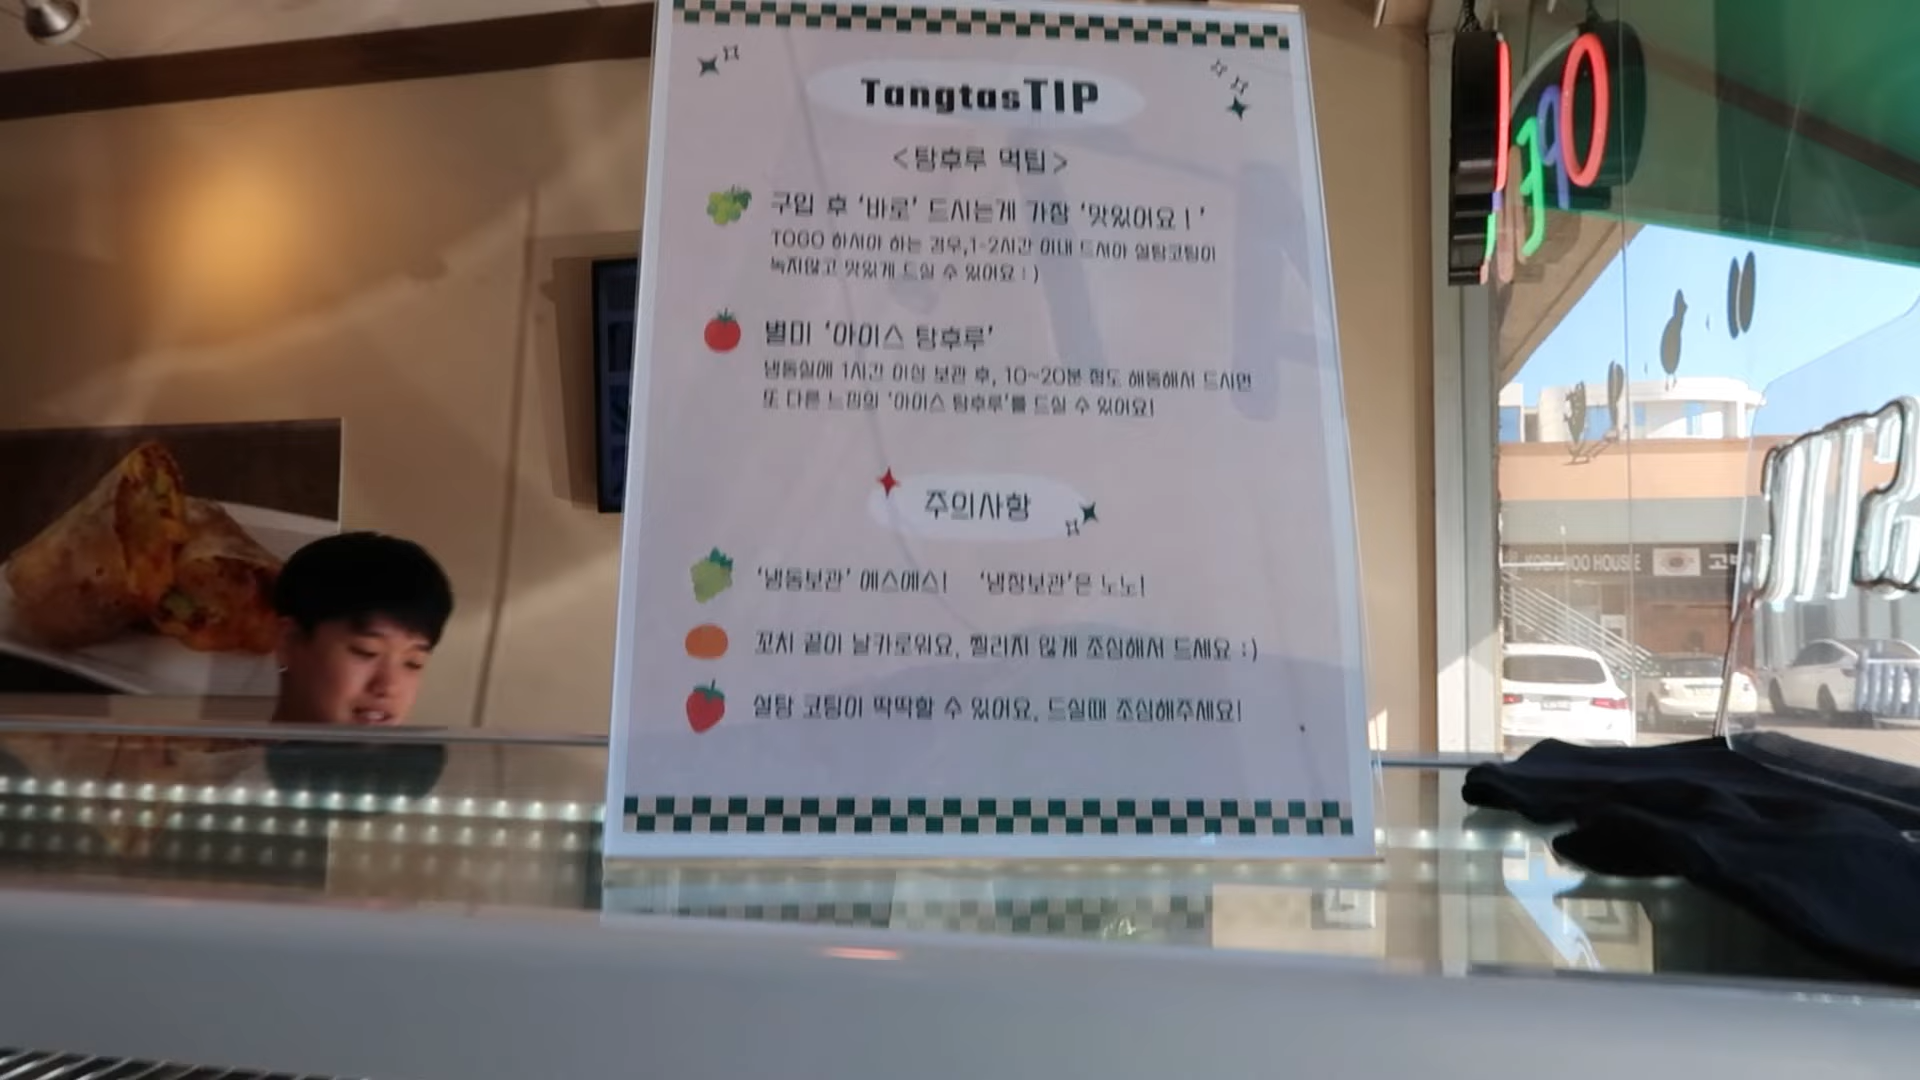 TangtasTIP
<탕후루 먹팁>
구입 후 '바로' 드시는게 가장 '맛있어요!'
TOGO 하셔야 하는 경우,1-2시간 이내 드셔야 설탕코팅이
녹지않고 맛있게 드실 수 있어요 : )
별미 '아이스 탕후루'
냉동실에 1시간 이상 보관 후, 10~20분 정도 해동해서 드시면
또 다른 느낌의 '아이스 탕후루'를 드실 수 있어요!
주의사항
'냉동보관' 예스예스! '냉장보관'은 노노!
꼬치 끝이 날카로워요, 찔리지 않게 조심해서 드세요 :)
설탕 코팅이 딱딱할 수 있어요, 드실때 조심해주세요!
OPEN
KOBAWOO HOUSE